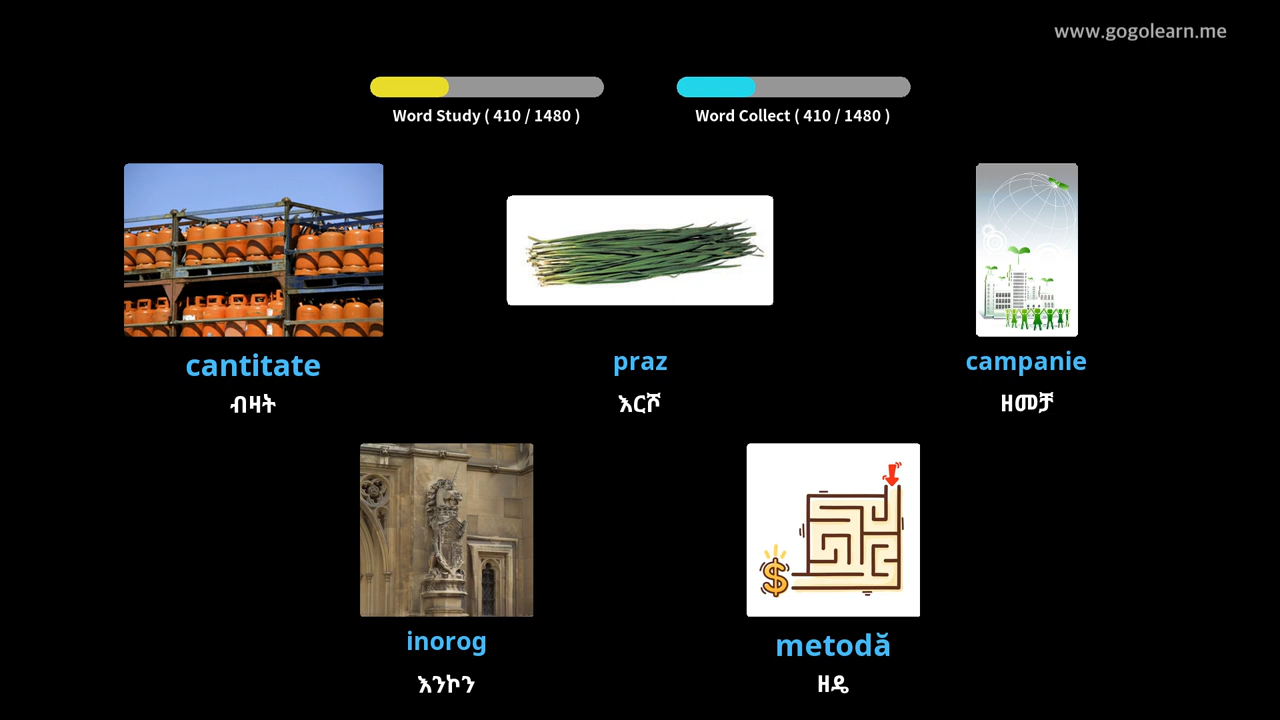 www.gogolearn.me
Word Study ( 410 / 1480 )
Word Collect ( 410 / 1480 )
cantitate
ብዛት
praz
እርሾ
campanie
ዘመቻ
inorog
እንኮን
metodă
ዘዴ